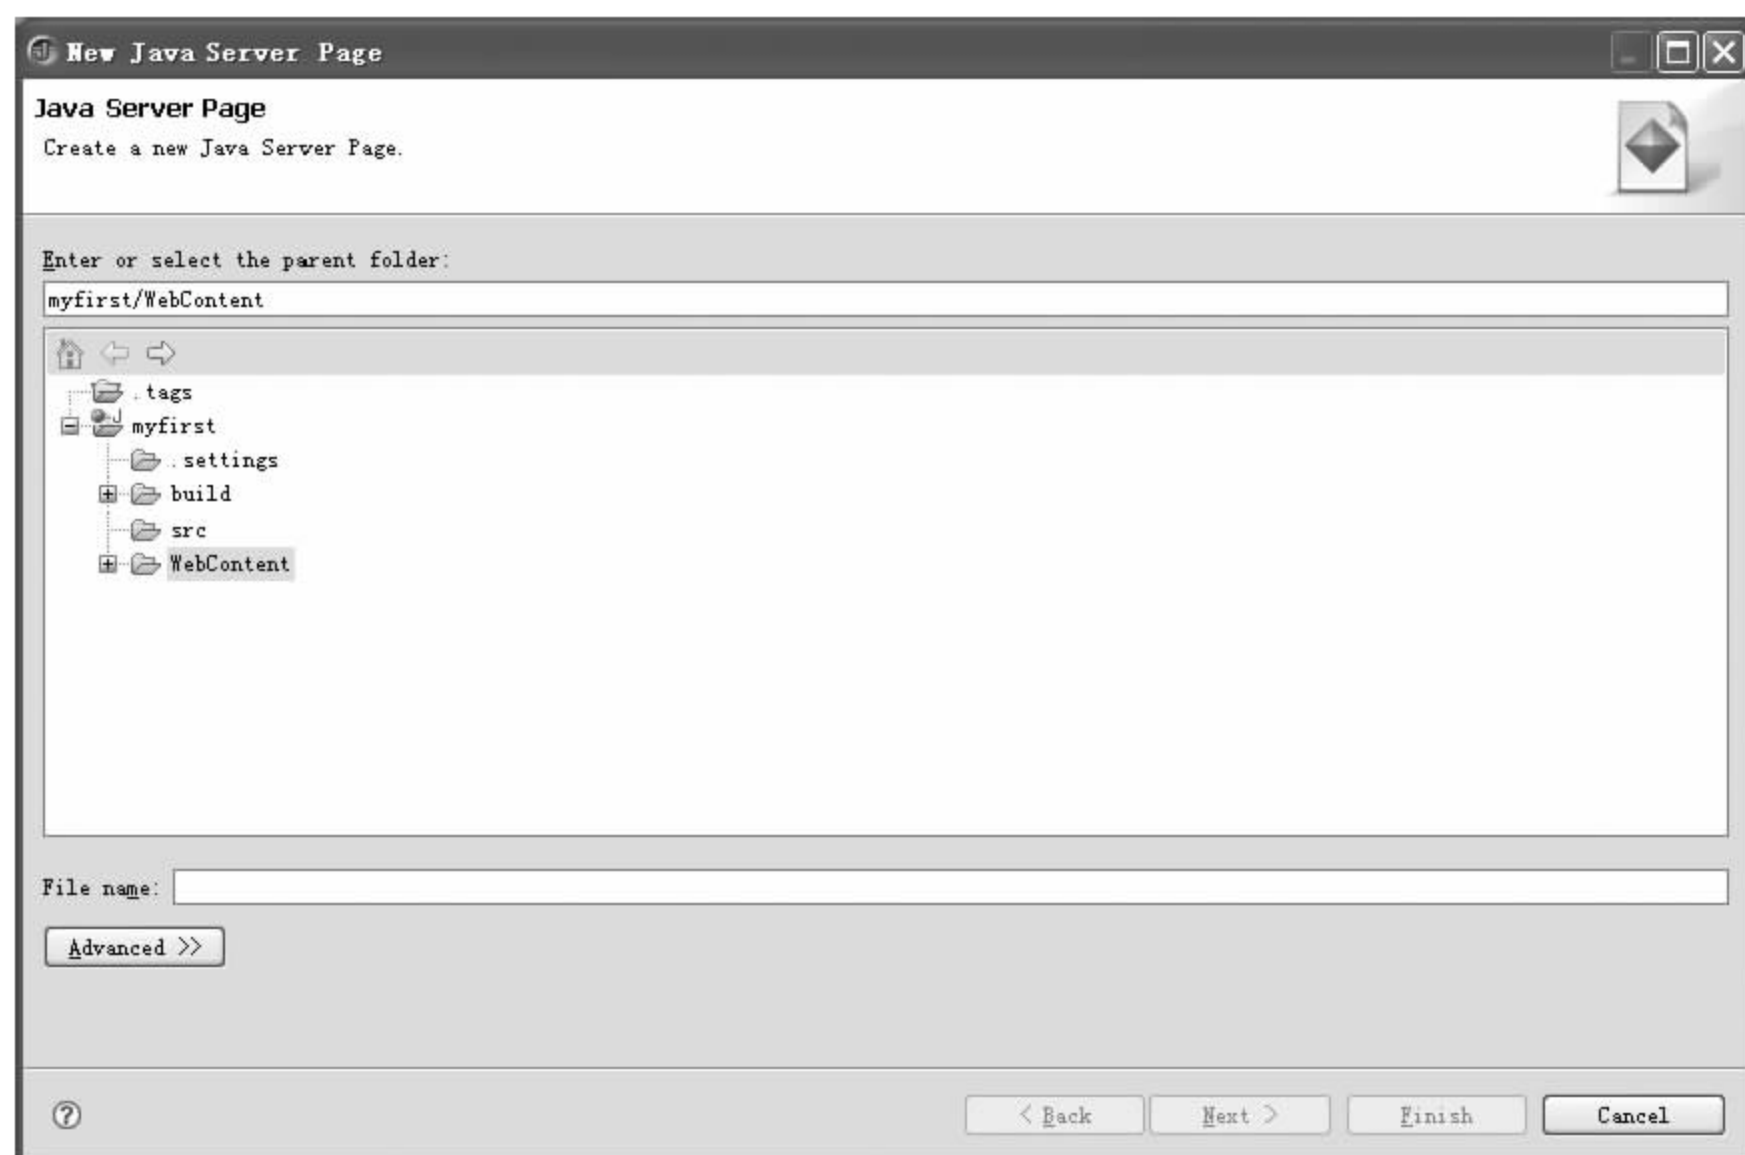 New Java Server Page
Java Server Page
Create a new Java Server Page.
Enter or select the parent folder:
myfirst/WebContent
.tags
myfirst
.settings
build
src
WebContent
File name:
Advanced >>
< Back Next > Finish Cancel